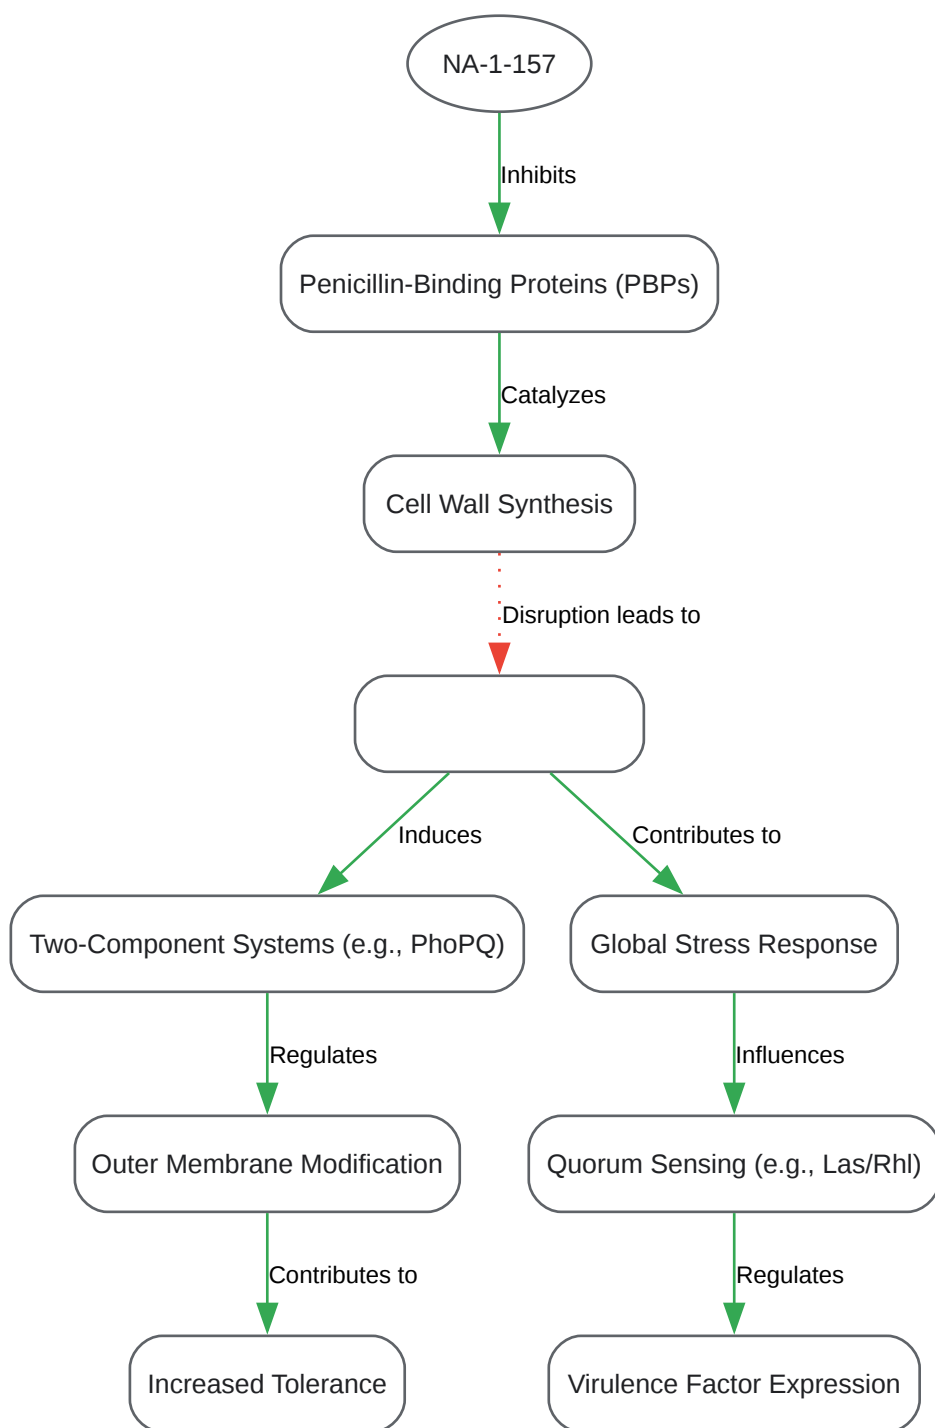 NA-1-157
Inhibits
Penicillin-Binding Proteins (PBPs)
Catalyzes
Cell Wall Synthesis
Disruption leads to
Induces
Contributes to
Two-Component Systems (e.g., PhoPQ)
Global Stress Response
Regulates
Influences
Outer Membrane Modification
Quorum Sensing (e.g., Las/Rhl)
Contributes to
Regulates
Increased Tolerance
Virulence Factor Expression